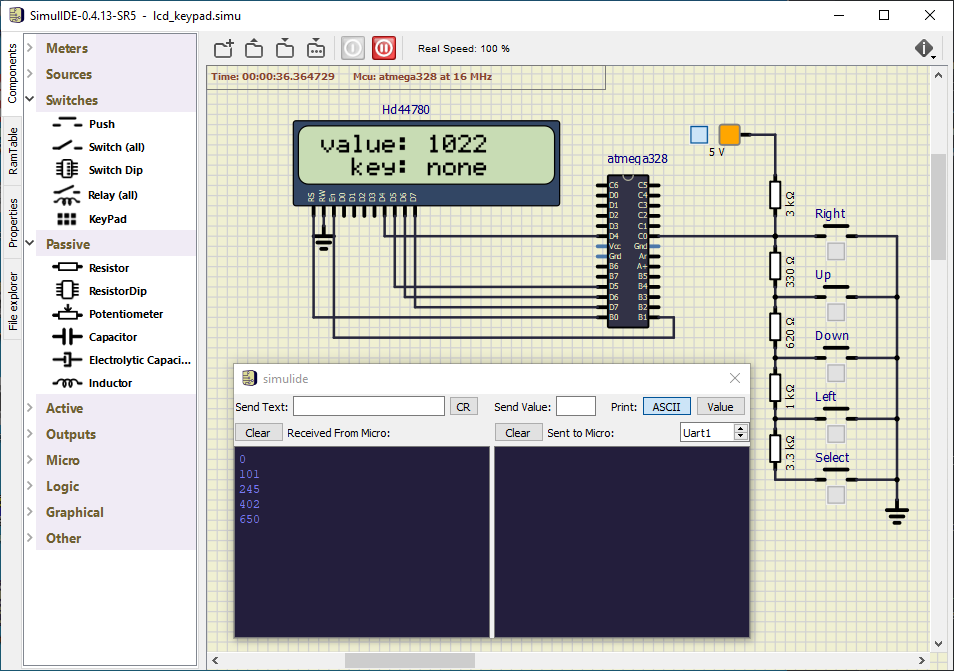 SimulIDE-0.4.13-SR5 - lcd_keypad.simu
Components
RamTable
Properties
File explorer
Meters
Sources
Switches
Push
Switch (all)
Switch Dip
Relay (all)
KeyPad
Passive
Resistor
ResistorDip
Potentiometer
Capacitor
Electrolytic Capaci...
Inductor
Active
Outputs
Micro
Logic
Graphical
Other
Real Speed: 100 %
Time: 00:00:36.364729 Mcu: atmega328 at 16 MHz
Hd44780
value: 1022
key: none
RS RW En D0 D1 D2 D3 D4 D5 D6 D7
atmega328
C6 C5
D0 C4
D1 C3
D2 C2
D3 C1
D4 C0
Vcc Gnd
Gnd Ar
B6 A+
B7 B5
D5 B4
D6 B3
D7 B2
B0 B1
5 V
3 kΩ
Right
330 Ω
Up
620 Ω
Down
1 kΩ
Left
3.3 kΩ
Select
simulide
Send Text: CR Send Value: Print: ASCII Value
Clear Received From Micro: Clear Sent to Micro: Uart1
0
101
245
402
650